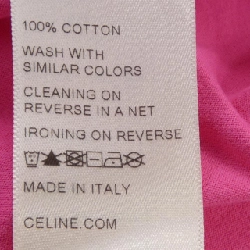 100% COTTON
WASH WITH
SIMILAR COLORS
CLEANING ON
REVERSE IN A NET
IRONING ON REVERSE
MADE IN ITALY
CELINE.COM